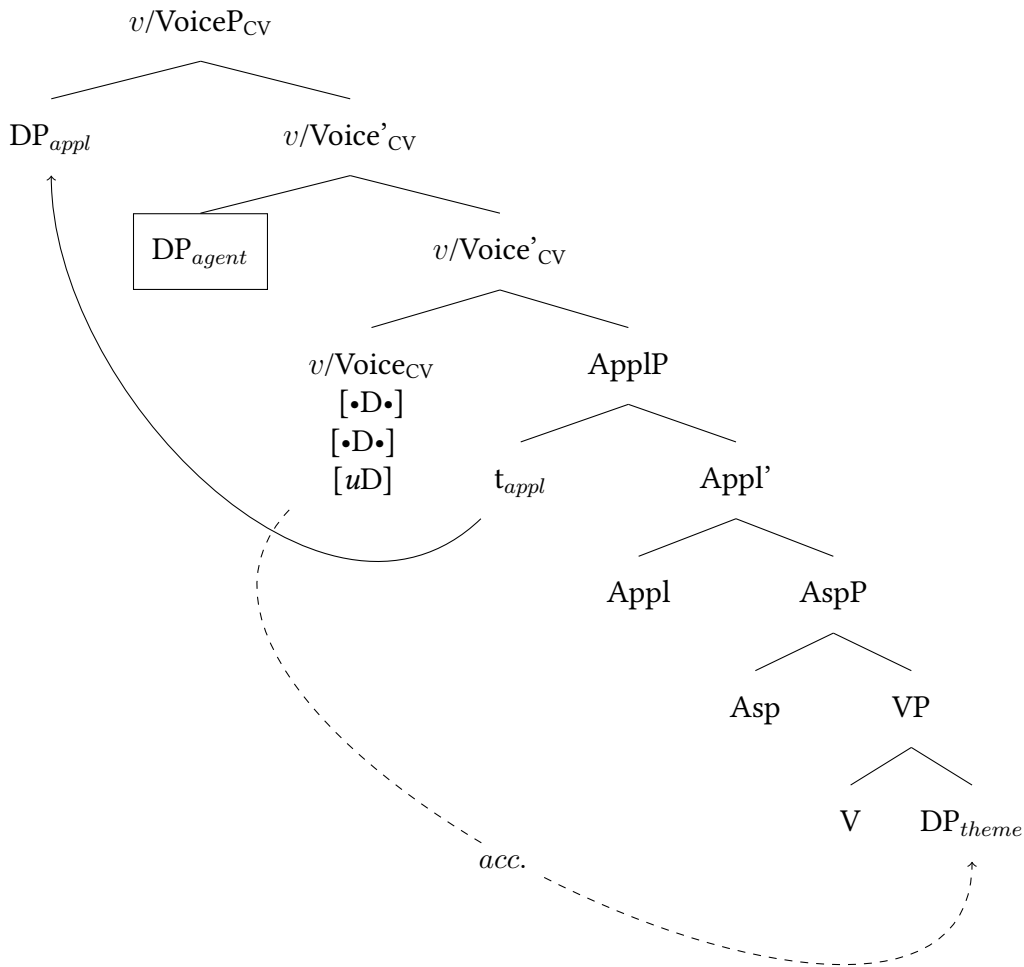 v/VoiceP_CV
DP_appl v/Voice’_CV
DP_agent v/Voice’_CV
v/Voice_CV ApplP
[•D•]
[•D•]
[uD] t_appl Appl’
Appl AspP
Asp VP
V DP_theme
acc.